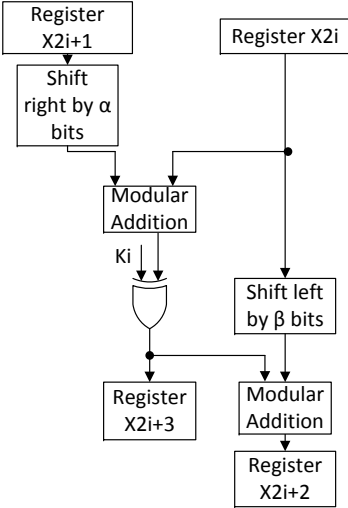 Register
X2i+1
Register X2i
Shift
right by α
bits
Modular
Addition
Ki
Shift left
by β bits
Register
X2i+3
Modular
Addition
Register
X2i+2